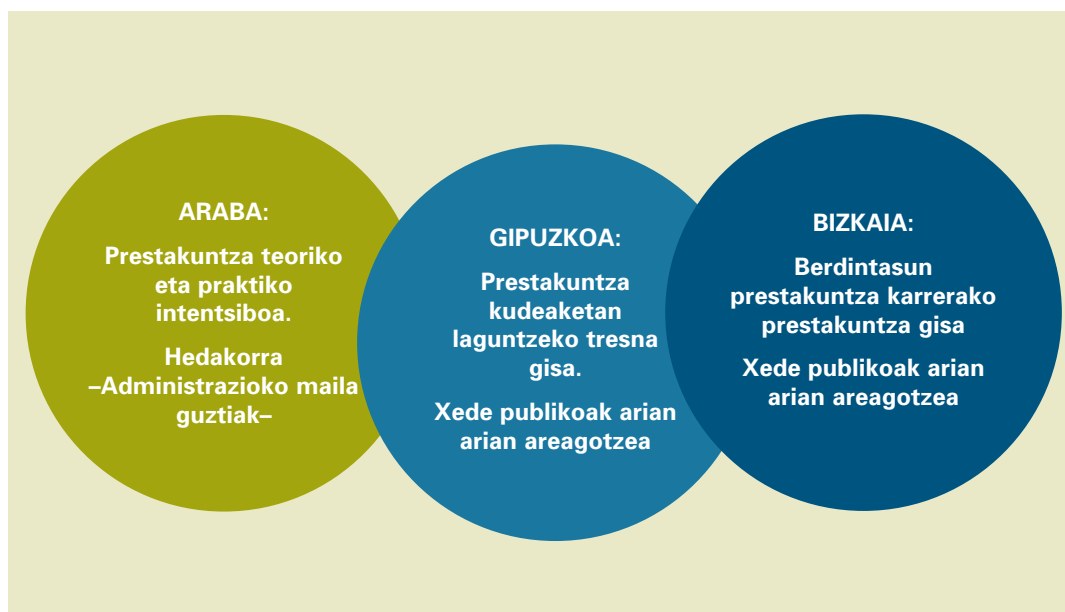 ARABA:
Prestakuntza teoriko
eta praktiko
intentsiboa.
Hedakorra
–Administrazioko maila
guztiak–
GIPUZKOA:
Prestakuntza
kudeaketan
laguntzeko tresna
gisa.
Xede publikoak arian
arian areagotzea
BIZKAIA:
Berdintasun
prestakuntza karrerako
prestakuntza gisa
Xede publikoak arian
arian areagotzea